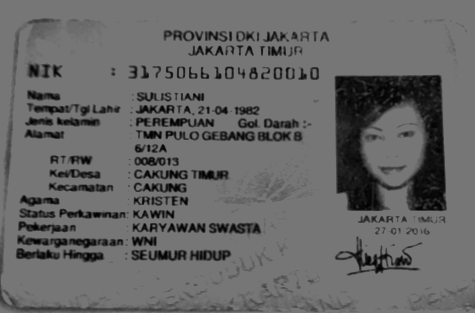 PROVINSI DKI JAKARTA
JAKARTA TIMUR
NIK : 3175066104820010
Nama : SULISTIANI
Tempat/Tgl Lahir : JAKARTA, 21-04-1982
Jenis kelamin : PEREMPUAN Gol. Darah :-
Alamat : TMN PULO GEBANG BLOK B
6/12A
RT/RW : 008/013
Kel/Desa : CAKUNG TIMUR
Kecamatan : CAKUNG
Agama : KRISTEN
Status Perkawinan: KAWIN
Pekerjaan : KARYAWAN SWASTA
Kewarganegaraan: WNI
Berlaku Hingga : SEUMUR HIDUP
JAKARTA TIMUR
27-01-2016